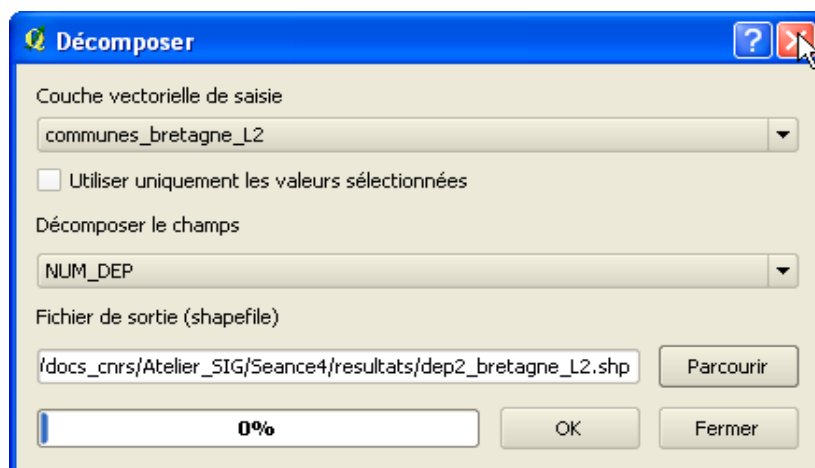 Décomposer
Couche vectorielle de saisie
communes_bretagne_L2
Utiliser uniquement les valeurs sélectionnées
Décomposer le champs
NUM_DEP
Fichier de sortie (shapefile)
/docs_cnrs/Atelier_SIG/Seance4/resultats/dep2_bretagne_L2.shp Parcourir
0% OK Fermer